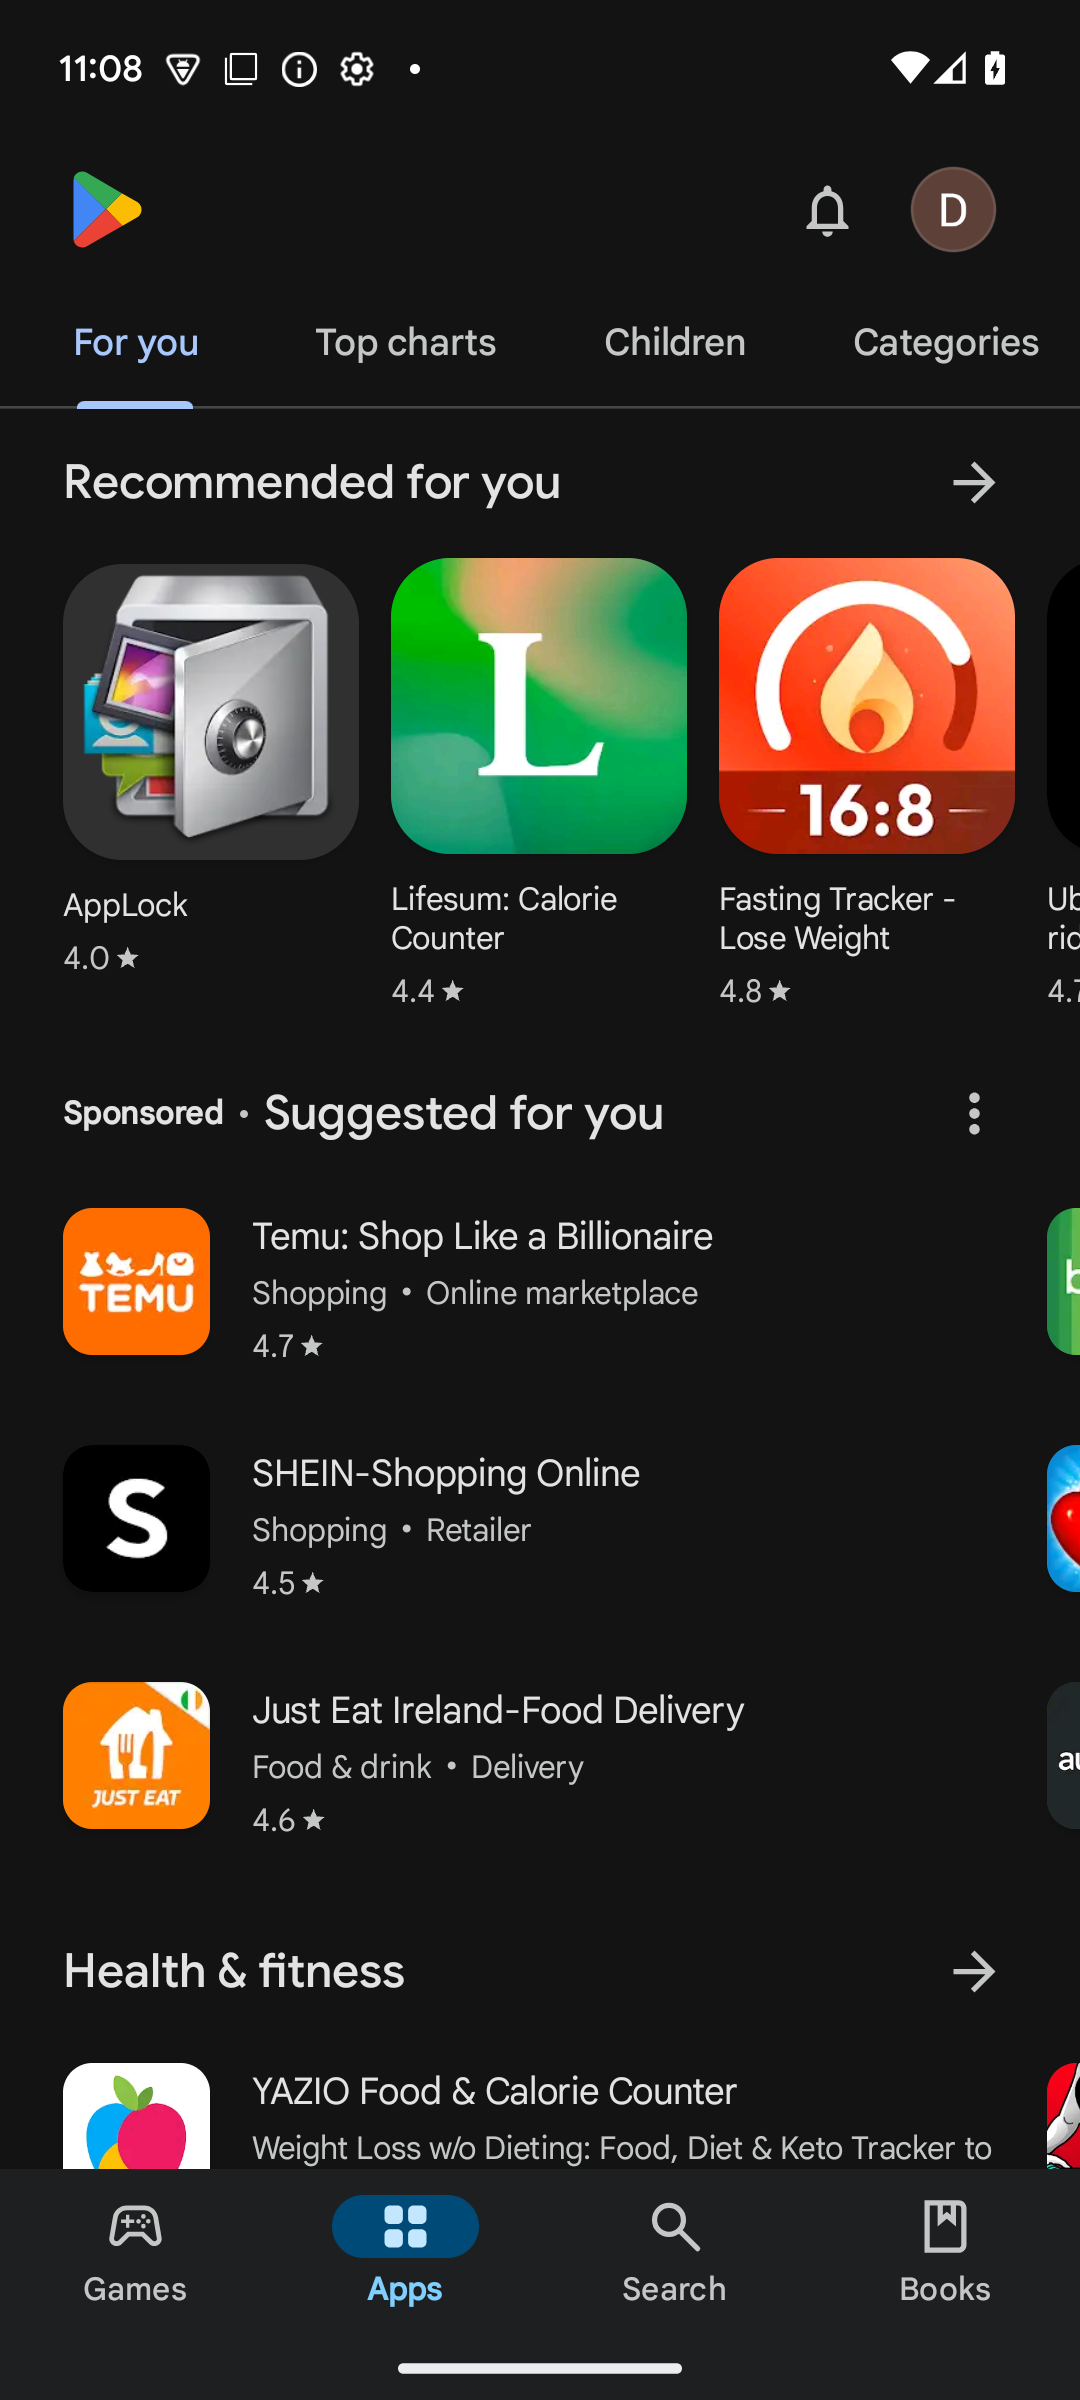 11:08
D
For you
Top charts
Children
Categories
Recommended for you
L
16:8
AppLock
4.0
Lifesum: Calorie
Counter
4.4
Fasting Tracker -
Lose Weight
4.8
Sponsored • Suggested for you
TEMU
Temu: Shop Like a Billionaire
Shopping • Online marketplace
4.7
S
SHEIN-Shopping Online
Shopping • Retailer
4.5
JUST EAT
Just Eat Ireland-Food Delivery
Food & drink • Delivery
4.6
Health & fitness
YAZIO Food & Calorie Counter
Weight Loss w/o Dieting: Food, Diet & Keto Tracker to
Games
Apps
Search
Books